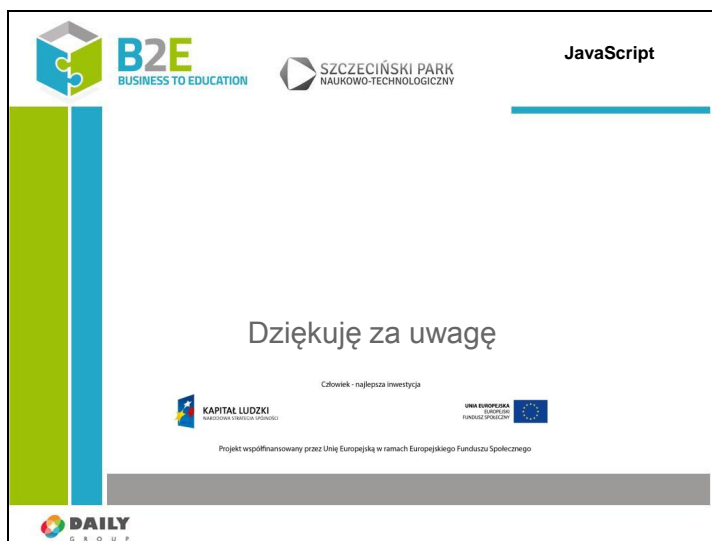 B2E
BUSINESS TO EDUCATION
SZCZECIŃSKI PARK
NAUKOWO-TECHNOLOGICZNY
JavaScript
Dziękuję za uwagę
Człowiek - najlepsza inwestycja
KAPITAŁ LUDZKI
NARODOWA STRATEGIA SPÓJNOŚCI
UNIA EUROPEJSKA
EUROPEJSKI
FUNDUSZ SPOŁECZNY
Projekt współfinansowany przez Unię Europejską w ramach Europejskiego Funduszu Społecznego
DAILY
GROUP